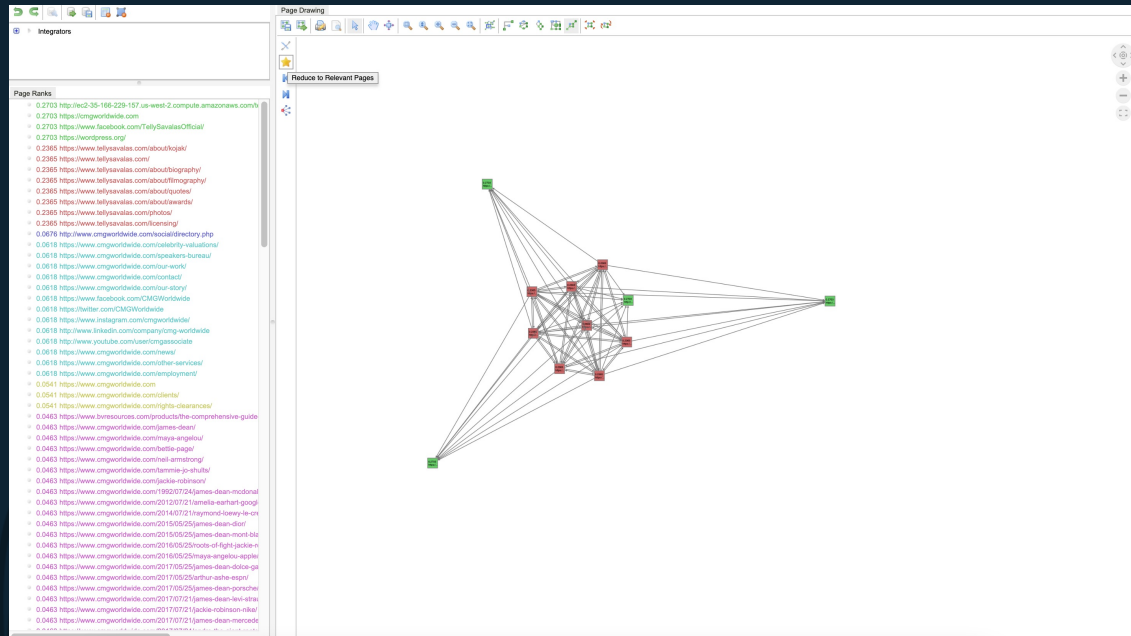 Page Drawing
Integrators
Reduce to Relevant Pages
Page Ranks
0.2703 http://ec2-35-166-229-157.us-west-2.compute.amazonaws.com/t
0.2703 https://cmgworldwide.com
0.2703 https://www.facebook.com/TellySavalasOfficial/
0.2703 https://wordpress.org/
0.2365 https://www.tellysavalas.com/about/kojak/
0.2365 https://www.tellysavalas.com/
0.2365 https://www.tellysavalas.com/about/biography/
0.2365 https://www.tellysavalas.com/about/filmography/
0.2365 https://www.tellysavalas.com/about/quotes/
0.2365 https://www.tellysavalas.com/about/awards/
0.2365 https://www.tellysavalas.com/photos/
0.2365 https://www.tellysavalas.com/licensing/
0.0676 http://www.cmgworldwide.com/social/directory.php
0.0618 https://www.cmgworldwide.com/celebrity-valuations/
0.0618 https://www.cmgworldwide.com/speakers-bureau/
0.0618 https://www.cmgworldwide.com/our-work/
0.0618 https://www.cmgworldwide.com/contact/
0.0618 https://www.cmgworldwide.com/our-story/
0.0618 https://www.facebook.com/CMGWorldwide
0.0618 https://twitter.com/CMGWorldwide
0.0618 https://www.instagram.com/cmgworldwide/
0.0618 http://www.linkedin.com/company/cmg-worldwide
0.0618 http://www.youtube.com/user/cmgassociate
0.0618 https://www.cmgworldwide.com/news/
0.0618 https://www.cmgworldwide.com/other-services/
0.0618 https://www.cmgworldwide.com/employment/
0.0541 https://www.cmgworldwide.com
0.0541 https://www.cmgworldwide.com/clients/
0.0541 https://www.cmgworldwide.com/rights-clearances/
0.0463 https://www.bvresources.com/products/the-comprehensive-guide
0.0463 https://www.cmgworldwide.com/james-dean/
0.0463 https://www.cmgworldwide.com/maya-angelou/
0.0463 https://www.cmgworldwide.com/bettie-page/
0.0463 https://www.cmgworldwide.com/neil-armstrong/
0.0463 https://www.cmgworldwide.com/tammie-jo-shults/
0.0463 https://www.cmgworldwide.com/jackie-robinson/
0.0463 https://www.cmgworldwide.com/1992/07/24/james-dean-mcdonal
0.0463 https://www.cmgworldwide.com/2012/07/21/amelia-earhart-googl
0.0463 https://www.cmgworldwide.com/2014/07/21/raymond-loewy-le-cre
0.0463 https://www.cmgworldwide.com/2015/05/25/james-dean-dior/
0.0463 https://www.cmgworldwide.com/2015/05/25/james-dean-mont-bla
0.0463 https://www.cmgworldwide.com/2016/05/25/roots-of-fight-jackie-r
0.0463 https://www.cmgworldwide.com/2016/05/25/maya-angelou-apple/
0.0463 https://www.cmgworldwide.com/2017/05/25/james-dean-dolce-ga
0.0463 https://www.cmgworldwide.com/2017/05/25/arthur-ashe-espn/
0.0463 https://www.cmgworldwide.com/2017/05/25/james-dean-porsche/
0.0463 https://www.cmgworldwide.com/2017/07/21/james-dean-levi-strau
0.0463 https://www.cmgworldwide.com/2017/07/21/jackie-robinson-nike/
0.0463 https://www.cmgworldwide.com/2017/07/21/james-dean-mercede